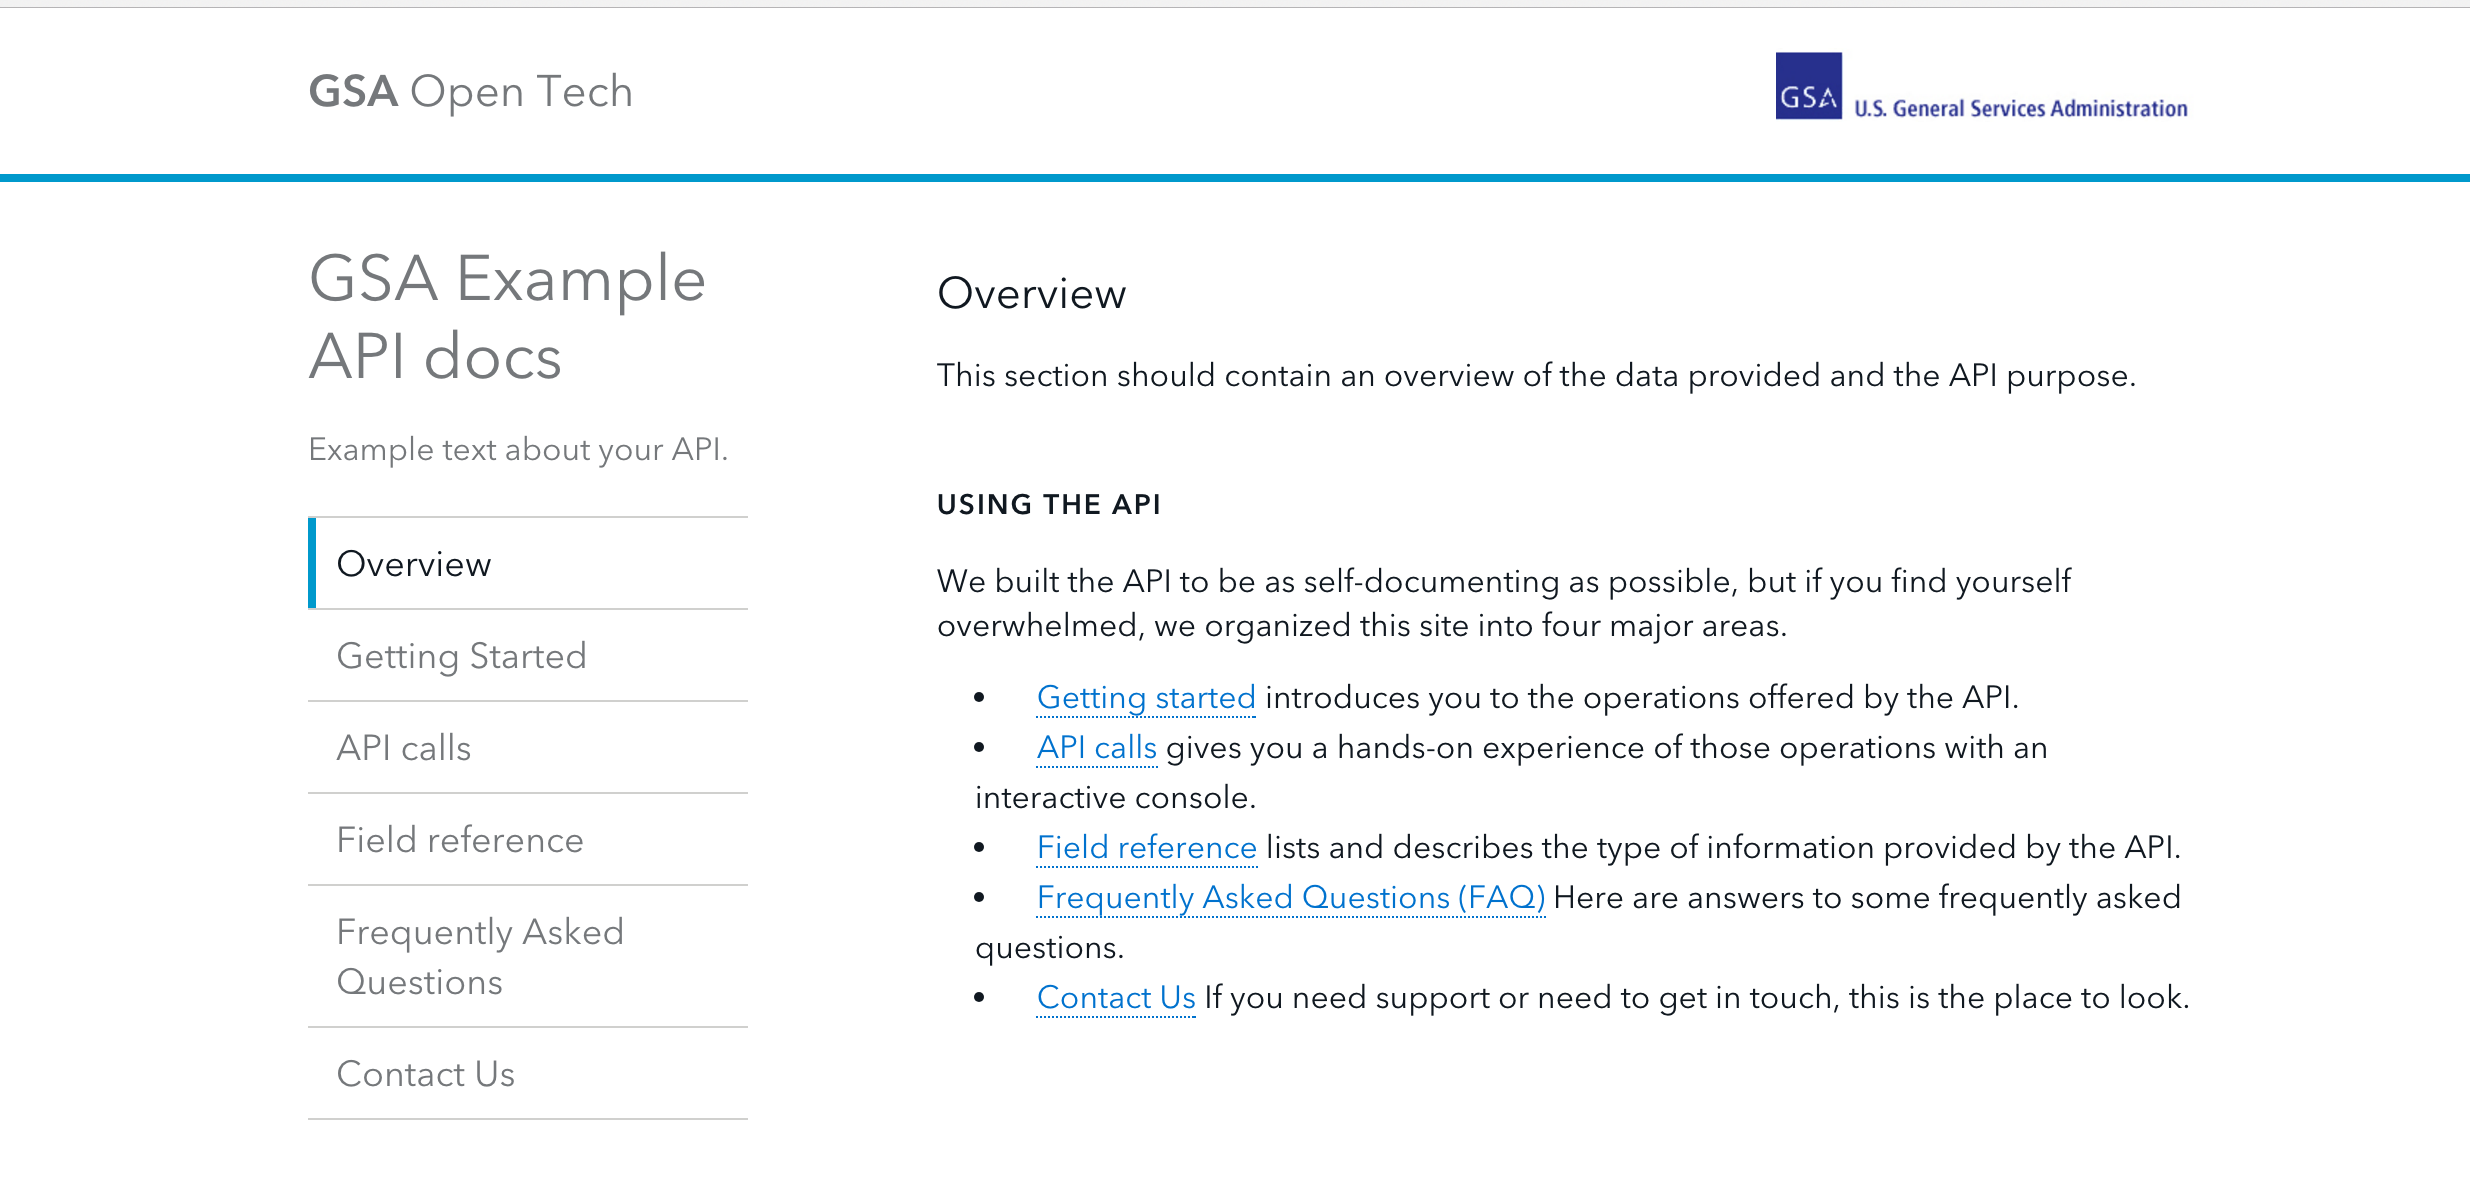 GSA Open Tech
GSA
U.S. General Services Administration
GSA Example
API docs
Example text about your API.
Overview
Getting Started
API calls
Field reference
Frequently Asked
Questions
Contact Us
Overview
This section should contain an overview of the data provided and the API purpose.
USING THE API
We built the API to be as self-documenting as possible, but if you find yourself
overwhelmed, we organized this site into four major areas.
• Getting started introduces you to the operations offered by the API.
• API calls gives you a hands-on experience of those operations with an
interactive console.
• Field reference lists and describes the type of information provided by the API.
• Frequently Asked Questions (FAQ) Here are answers to some frequently asked
questions.
• Contact Us If you need support or need to get in touch, this is the place to look.